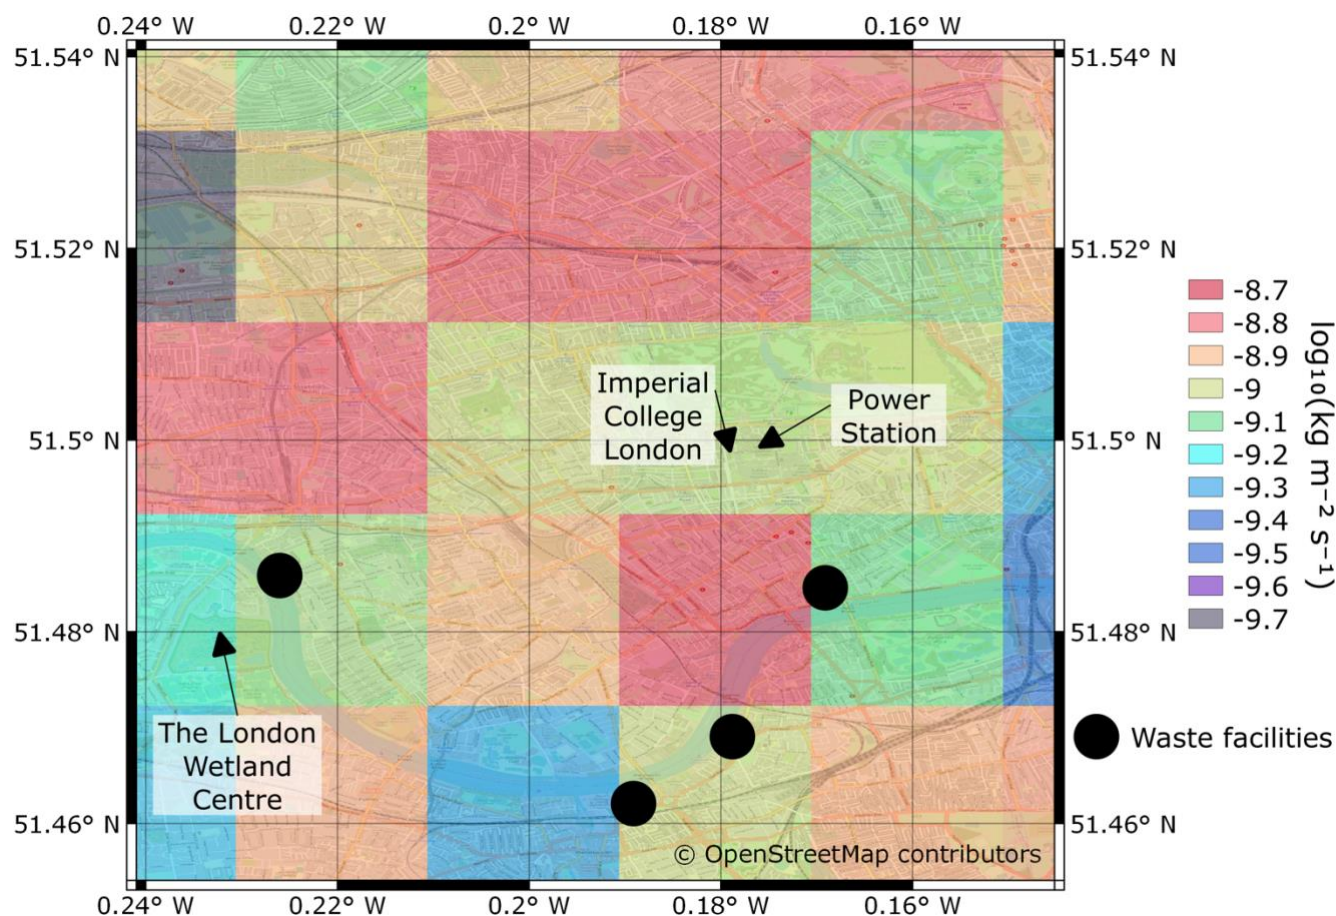 0.24° W 0.22° W 0.2° W 0.18° W 0.16° W
51.54° N 51.54° N
51.52° N 51.52° N
51.5° N 51.5° N
51.48° N 51.48° N
51.46° N 51.46° N
Imperial
College
London
Power
Station
The London
Wetland
Centre
-8.7
-8.8
-8.9
-9
-9.1
-9.2
-9.3
-9.4
-9.5
-9.6
-9.7
log₁₀(kg m⁻² s⁻¹)
Waste facilities
© OpenStreetMap contributors
0.24° W 0.22° W 0.2° W 0.18° W 0.16° W